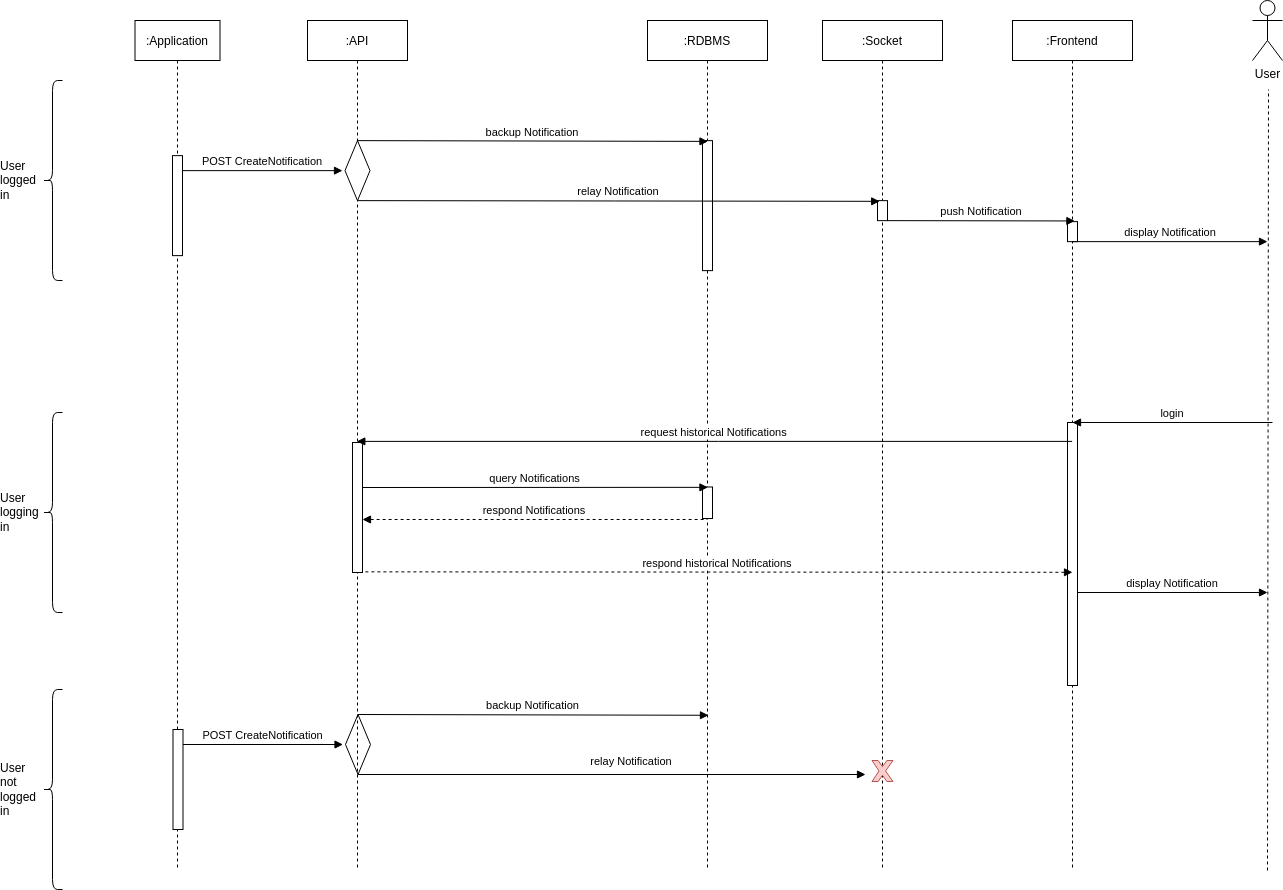 :Application
:API
:RDBMS
:Socket
:Frontend
User
User
logged
in
backup Notification
POST CreateNotification
relay Notification
push Notification
display Notification
User
logging
in
login
request historical Notifications
query Notifications
respond Notifications
respond historical Notifications
display Notification
User
not
logged
in
backup Notification
POST CreateNotification
relay Notification